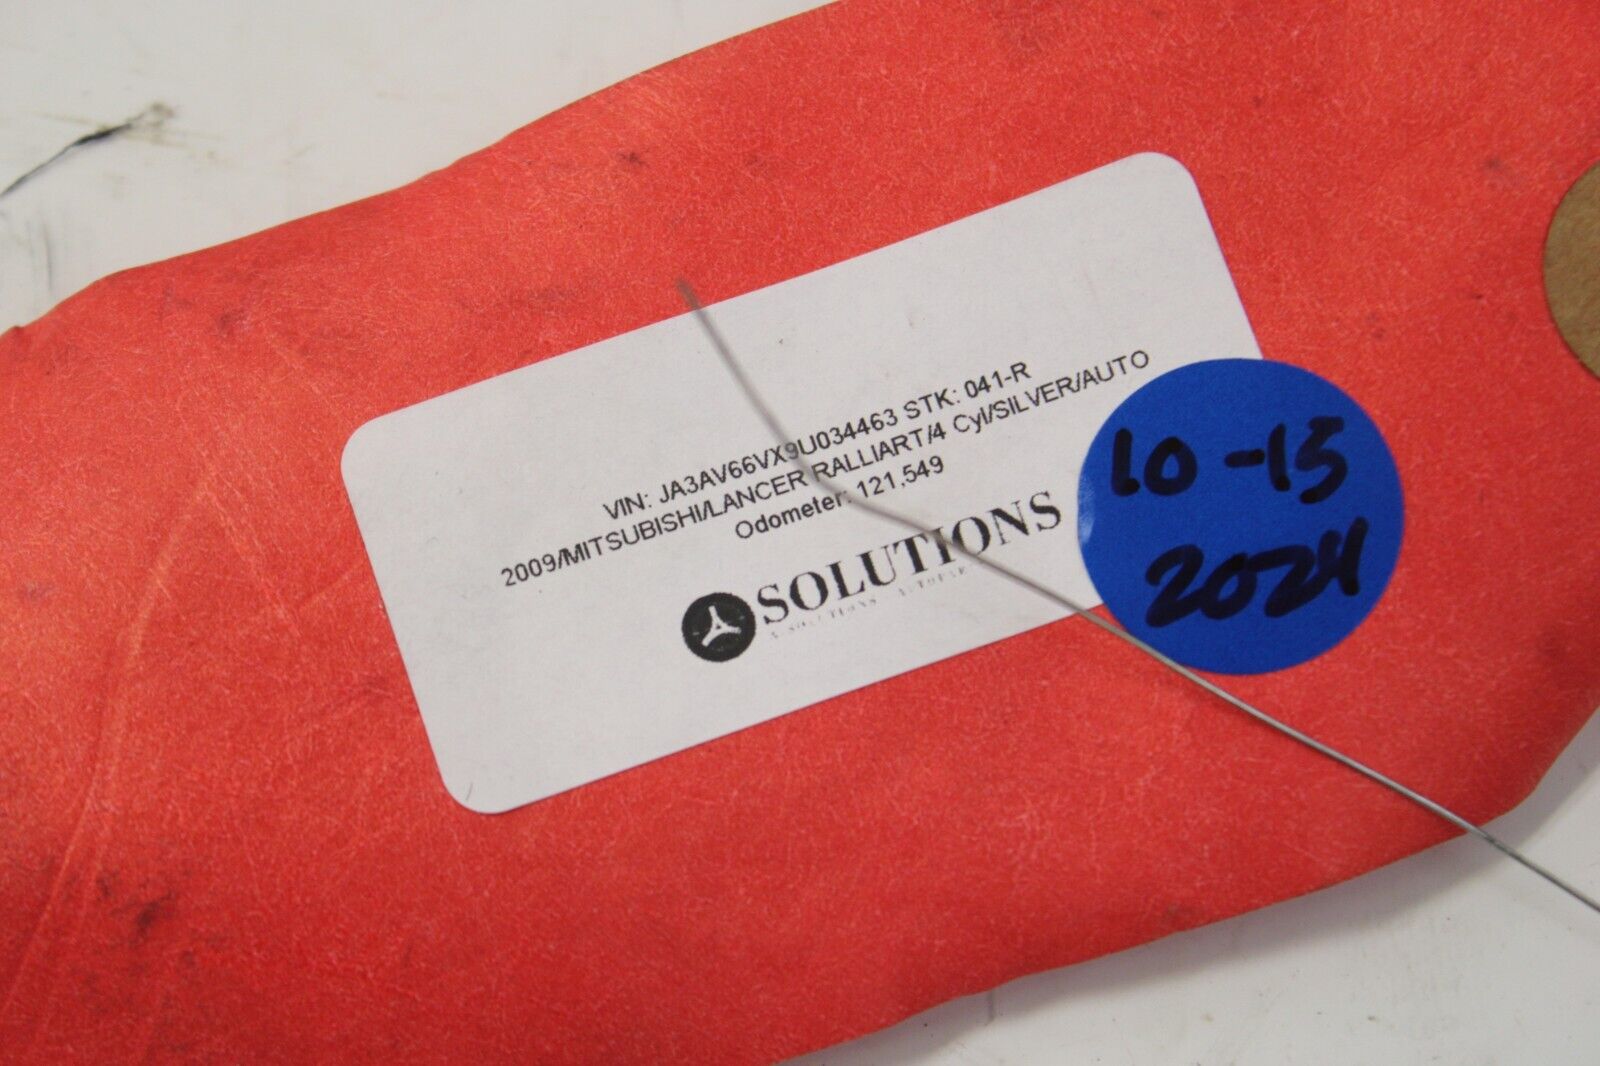 VIN: JA3AV66VX9U034463 STK: 041-R
2009/MITSUBISHI/LANCER RALLIART/4 Cyl/SILVER/AUTO
Odometer: 121,549
SOLUTIONS
10-15
2024